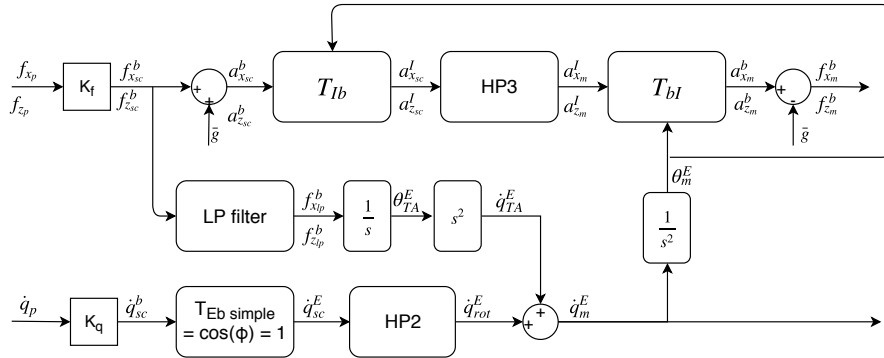 f_{x_p}
f_{z_p}
K_f
f^b_{x_{sc}}
f^b_{z_{sc}}
+
+
ḡ
a^b_{x_{sc}}
a^b_{z_{sc}}
T_{Ib}
a^I_{x_{sc}}
a^I_{z_{sc}}
HP3
a^I_{x_m}
a^I_{z_m}
T_{bI}
a^b_{x_m}
a^b_{z_m}
+
-
ḡ
f^b_{x_m}
f^b_{z_m}
LP filter
f^b_{x_{lp}}
f^b_{z_{lp}}
1
s
θ^E_{TA}
s²
q̇^E_{TA}
θ^E_m
1
s²
q̇_p
K_q
q̇^b_{sc}
T_{Eb simple}
= cos(ϕ) = 1
q̇^E_{sc}
HP2
q̇^E_{rot}
+
+
q̇^E_m